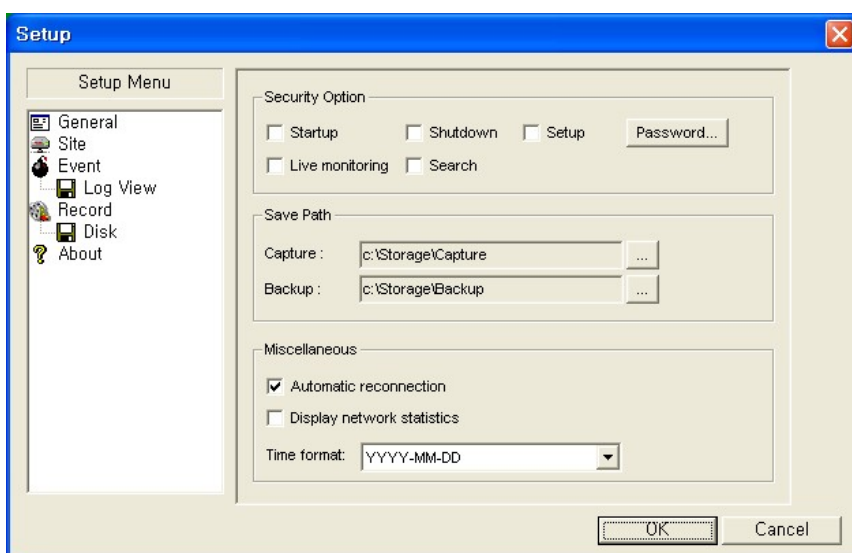 Setup
Setup Menu
General
Site
Event
Log View
Record
Disk
About
Security Option
Startup Shutdown Setup Password...
Live monitoring Search
Save Path
Capture : c:\Storage\Capture ...
Backup : c:\Storage\Backup ...
Miscellaneous
Automatic reconnection
Display network statistics
Time format: YYYY-MM-DD
OK Cancel